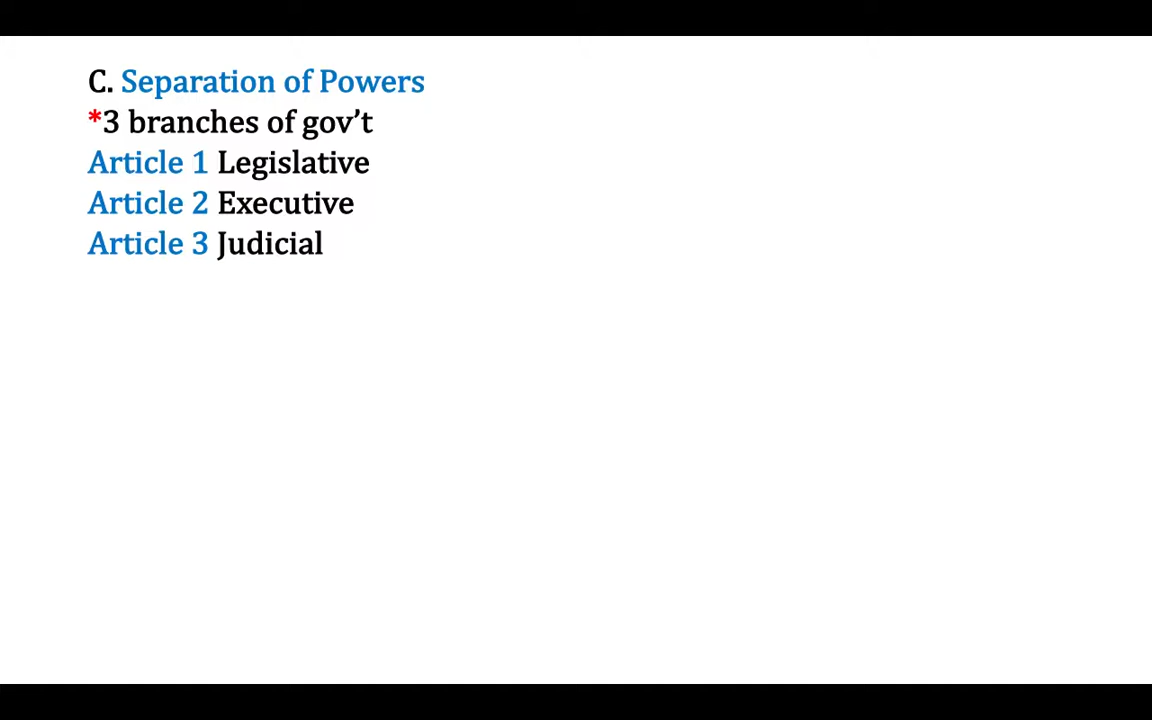 C. Separation of Powers
*3 branches of gov’t
Article 1 Legislative
Article 2 Executive
Article 3 Judicial